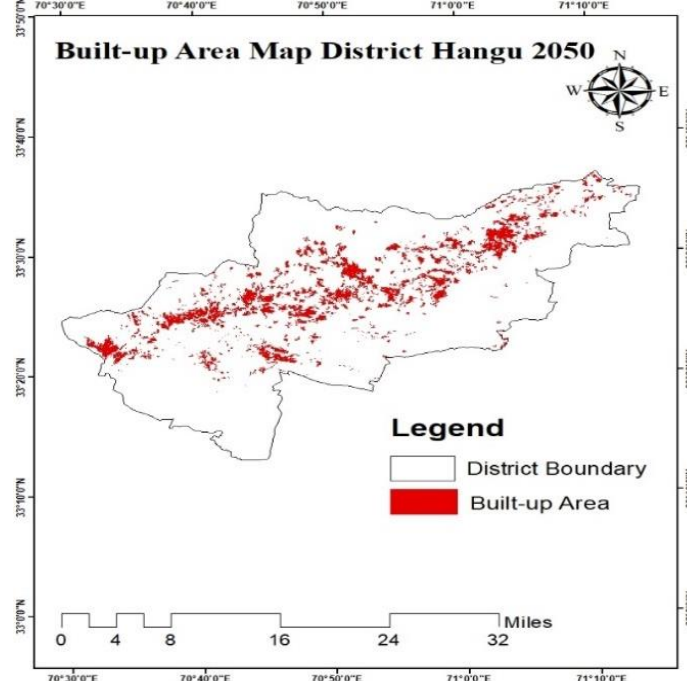 70°30'0"E 70°40'0"E 70°50'0"E 71°0'0"E 71°10'0"E
Built-up Area Map District Hangu 2050
N
W E
S
33°50'0"N
33°40'0"N
33°30'0"N
33°20'0"N
33°10'0"N
33°0'0"N
Legend
District Boundary
Built-up Area
Miles
0 4 8 16 24 32
70°30'0"E 70°40'0"E 70°50'0"E 71°0'0"E 71°10'0"E